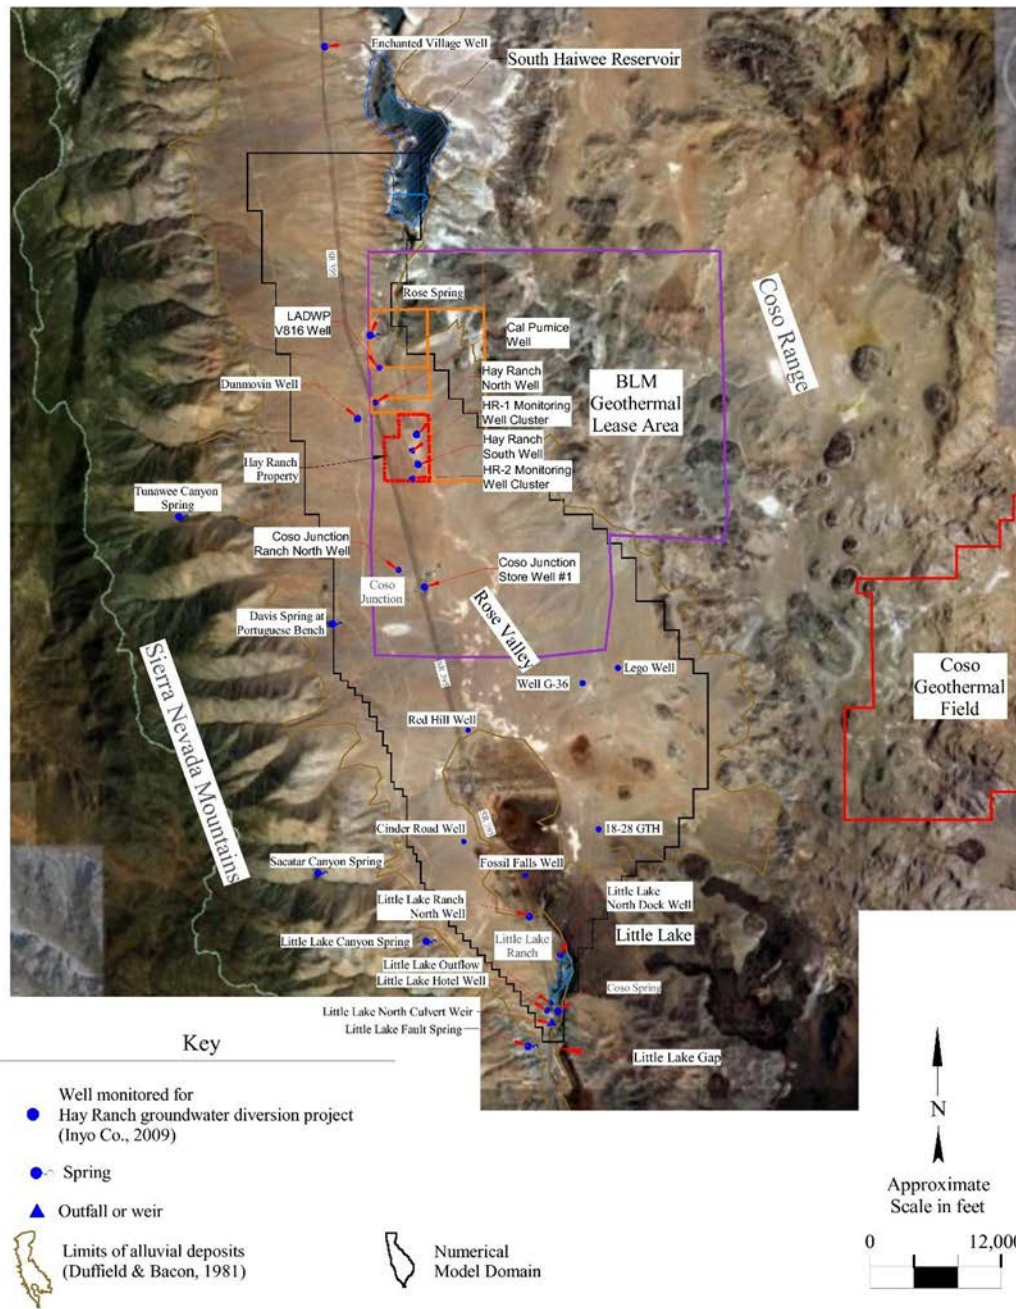 Enchanted Village Well
South Haiwee Reservoir
SR 395
Rose Spring
LADWP
V816 Well
Cal Pumice
Well
Coso Range
Dunmovin Well
Hay Ranch
North Well
BLM
Geothermal
Lease Area
HR-1 Monitoring
Well Cluster
Hay Ranch
South Well
HR-2 Monitoring
Well Cluster
Hay Ranch
Property
Tunawee Canyon
Spring
Coso Junction
Ranch North Well
Coso
Junction
Coso Junction
Store Well #1
Davis Spring at
Portuguese Bench
Rose Valley
Lego Well
Well G-36
SR 395
Coso
Geothermal
Field
Red Hill Well
Sierra Nevada Mountains
SR 395
Cinder Road Well
18-28 GTH
Sacatar Canyon Spring
Fossil Falls Well
Little Lake Ranch
North Well
Little Lake
North Dock Well
Little Lake Canyon Spring
Little Lake
Ranch
Little Lake
Little Lake Outflow
Little Lake Hotel Well
Coso Spring
Little Lake North Culvert Weir
Little Lake Fault Spring
Little Lake Gap
Key
Well monitored for
Hay Ranch groundwater diversion project
(Inyo Co., 2009)
Spring
Outfall or weir
Limits of alluvial deposits
(Duffield & Bacon, 1981)
Numerical
Model Domain
N
Approximate
Scale in feet
0 12,000